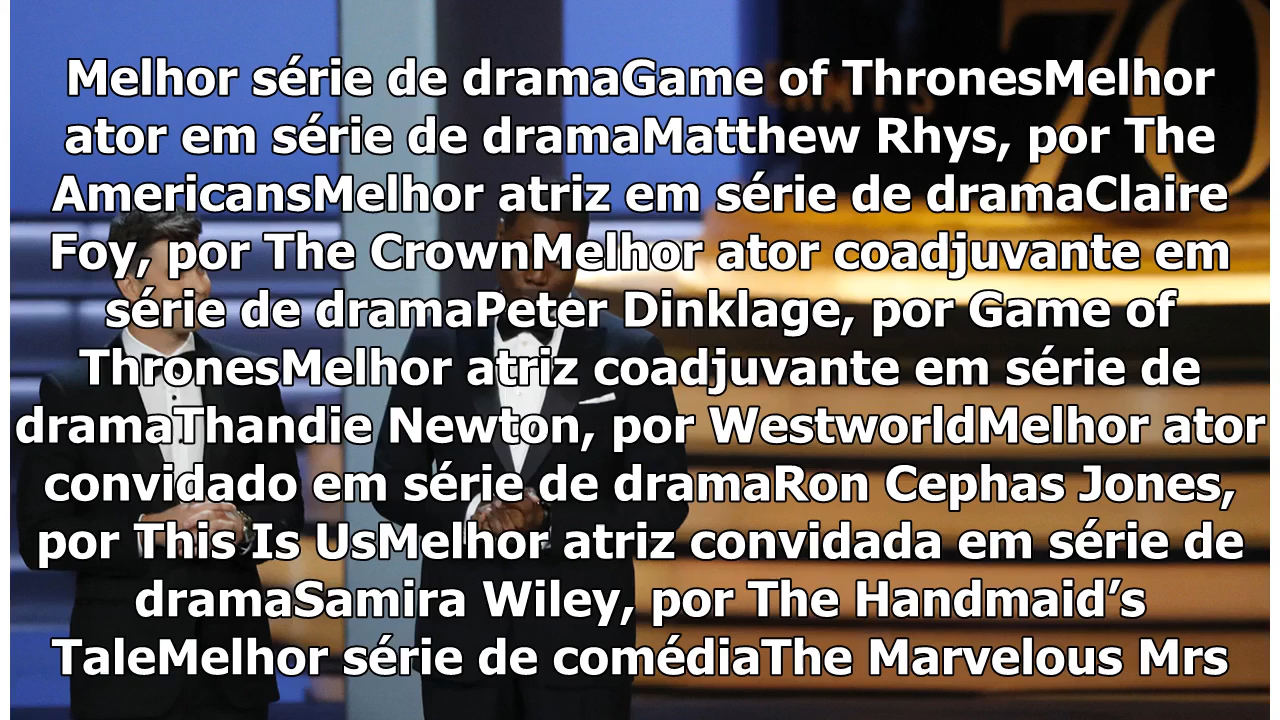 70
Melhor série de dramaGame of ThronesMelhor
ator em série de dramaMatthew Rhys, por The
AmericansMelhor atriz em série de dramaClaire
Foy, por The CrownMelhor ator coadjuvante em
série de dramaPeter Dinklage, por Game of
ThronesMelhor atriz coadjuvante em série de
dramaThandie Newton, por WestworldMelhor ator
convidado em série de dramaRon Cephas Jones,
por This Is UsMelhor atriz convidada em série de
dramaSamira Wiley, por The Handmaid’s
TaleMelhor série de comédiaThe Marvelous Mrs